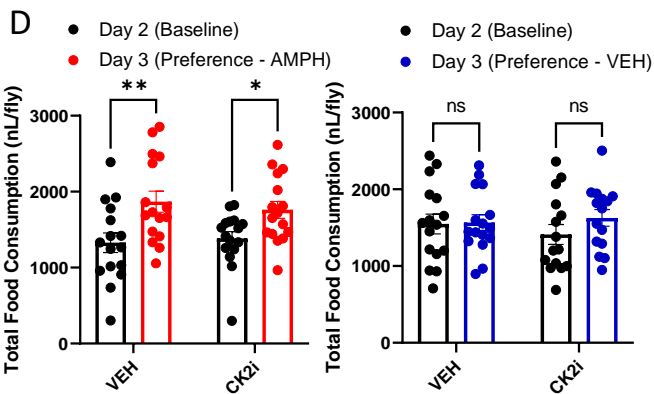 D
Day 2 (Baseline)
Day 3 (Preference - AMPH)
Total Food Consumption (nL/fly)
3000
2000
1000
0
**
*
VEH
CK2i
Day 2 (Baseline)
Day 3 (Preference - VEH)
Total Food Consumption (nL/fly)
3000
2000
1000
0
ns
ns
VEH
CK2i